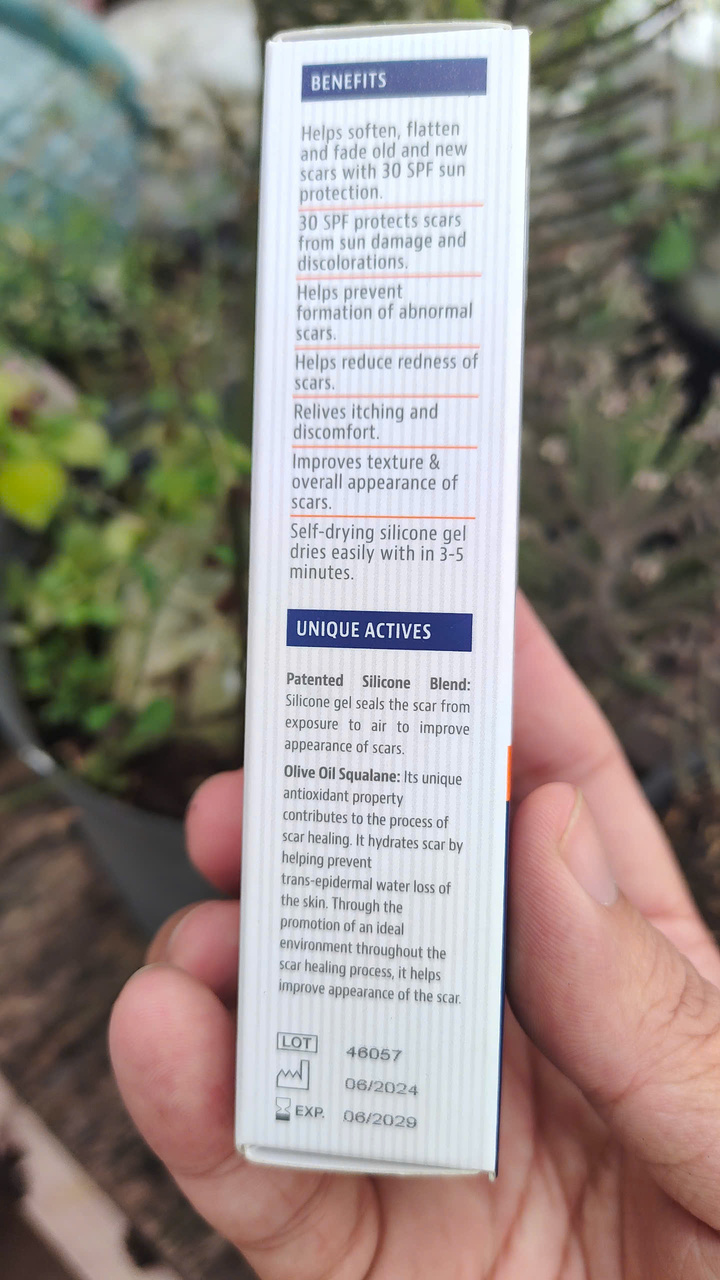 BENEFITS
Helps soften, flatten
and fade old and new
scars with 30 SPF sun
protection.
30 SPF protects scars
from sun damage and
discolorations.
Helps prevent
formation of abnormal
scars.
Helps reduce redness of
scars.
Relives itching and
discomfort.
Improves texture &
overall appearance of
scars.
Self-drying silicone gel
dries easily with in 3-5
minutes.
UNIQUE ACTIVES
Patented Silicone Blend:
Silicone gel seals the scar from
exposure to air to improve
appearance of scars.
Olive Oil Squalane: Its unique
antioxidant property
contributes to the process of
scar healing. It hydrates scar by
helping prevent
trans-epidermal water loss of
the skin. Through the
promotion of an ideal
environment throughout the
scar healing process, it helps
improve appearance of the scar.
LOT 46057
06/2024
EXP. 06/2029